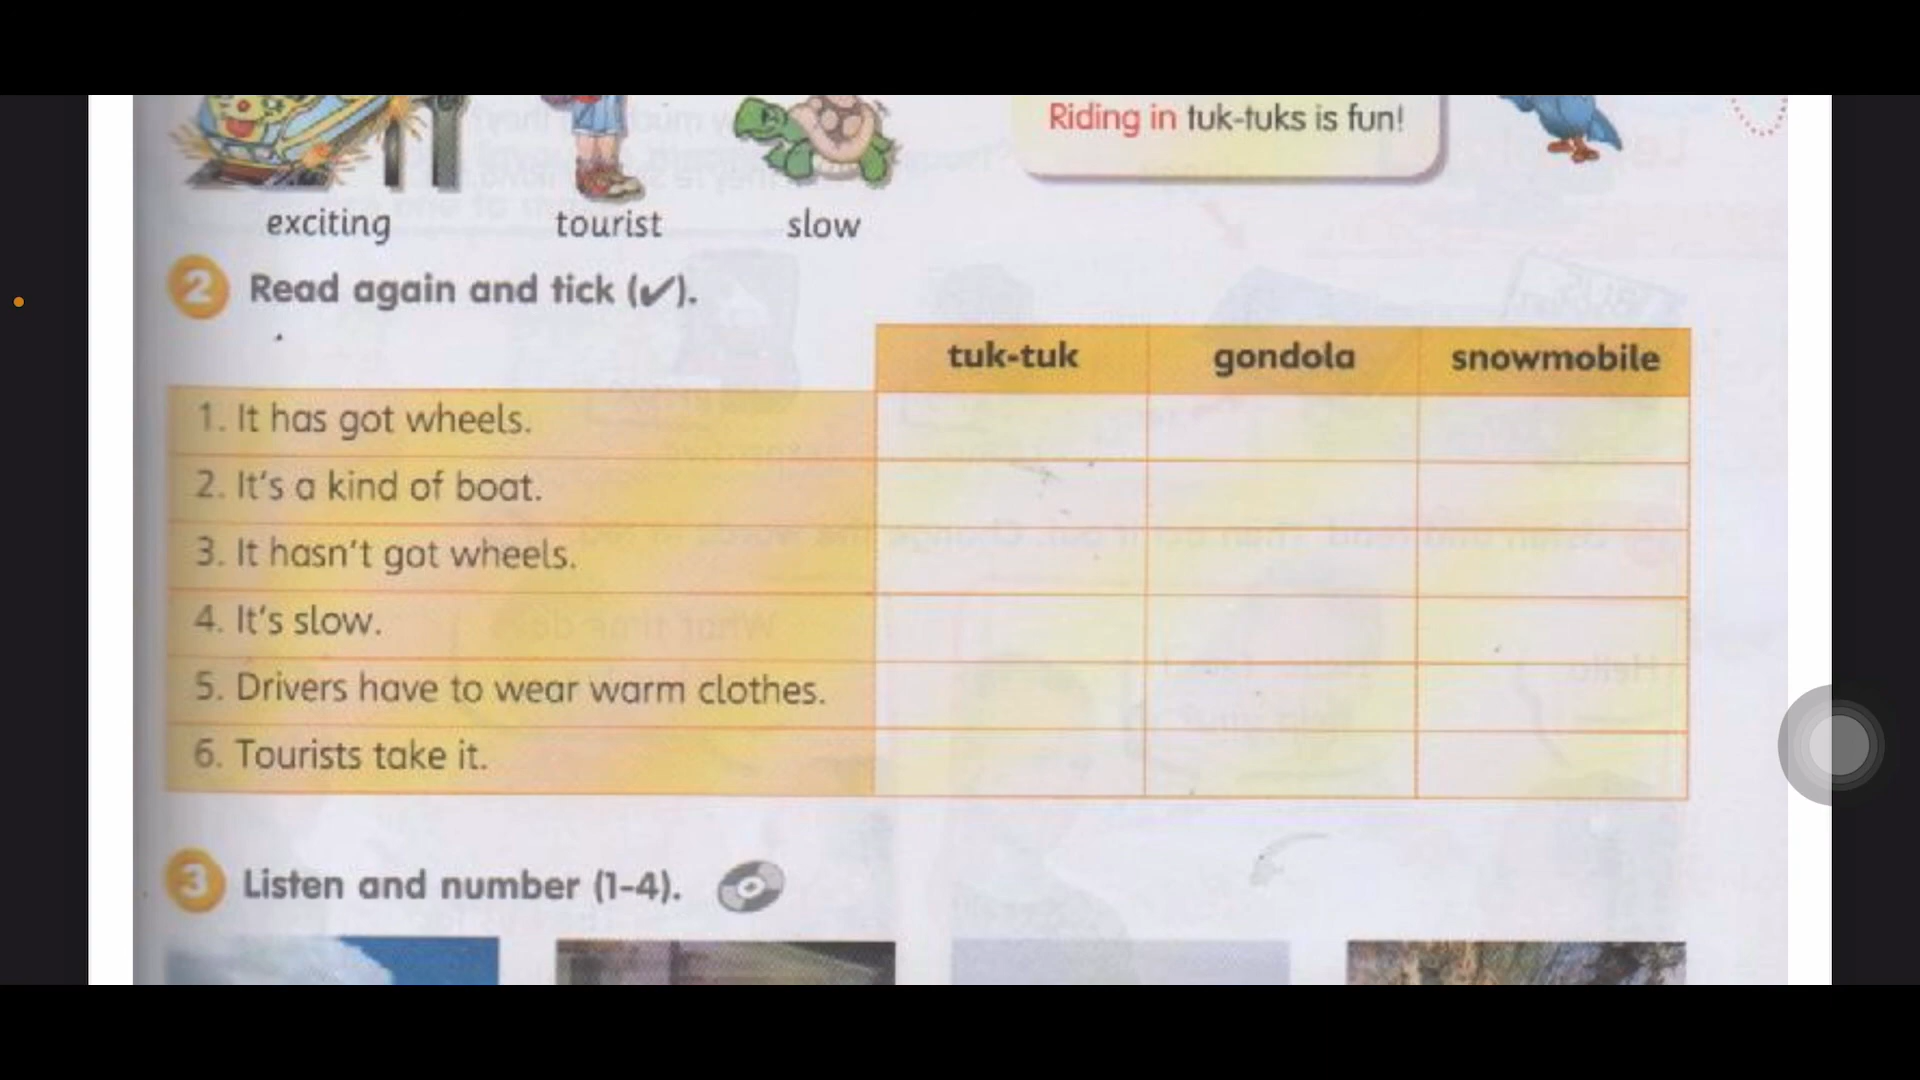 Riding in tuk-tuks is fun!
exciting tourist slow
2 Read again and tick (✔).
tuk-tuk gondola snowmobile
1. It has got wheels.
2. It's a kind of boat.
3. It hasn't got wheels.
4. It's slow.
5. Drivers have to wear warm clothes.
6. Tourists take it.
3 Listen and number (1-4).